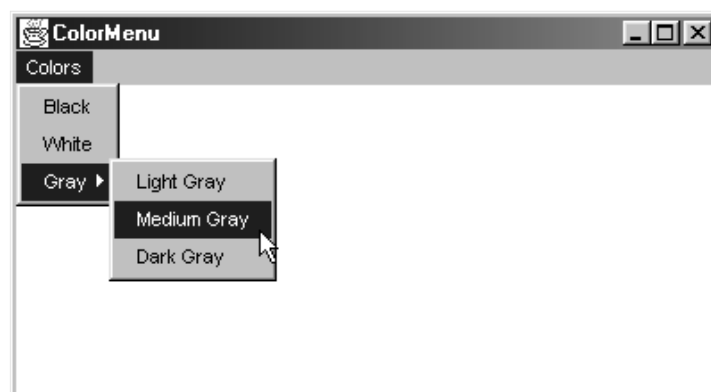 ColorMenu
Colors
Black
White
Gray
Light Gray
Medium Gray
Dark Gray